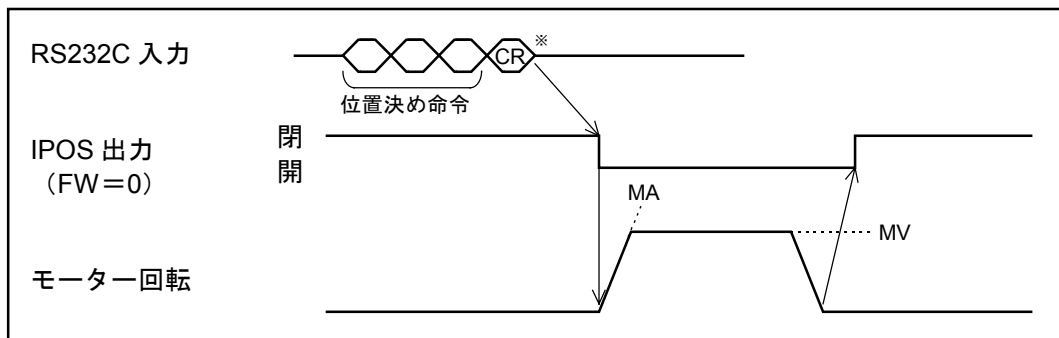 RS232C 入力
CR
※
位置決め命令
IPOS 出力
（FW＝0）
閉
開
MA
MV
モーター回転